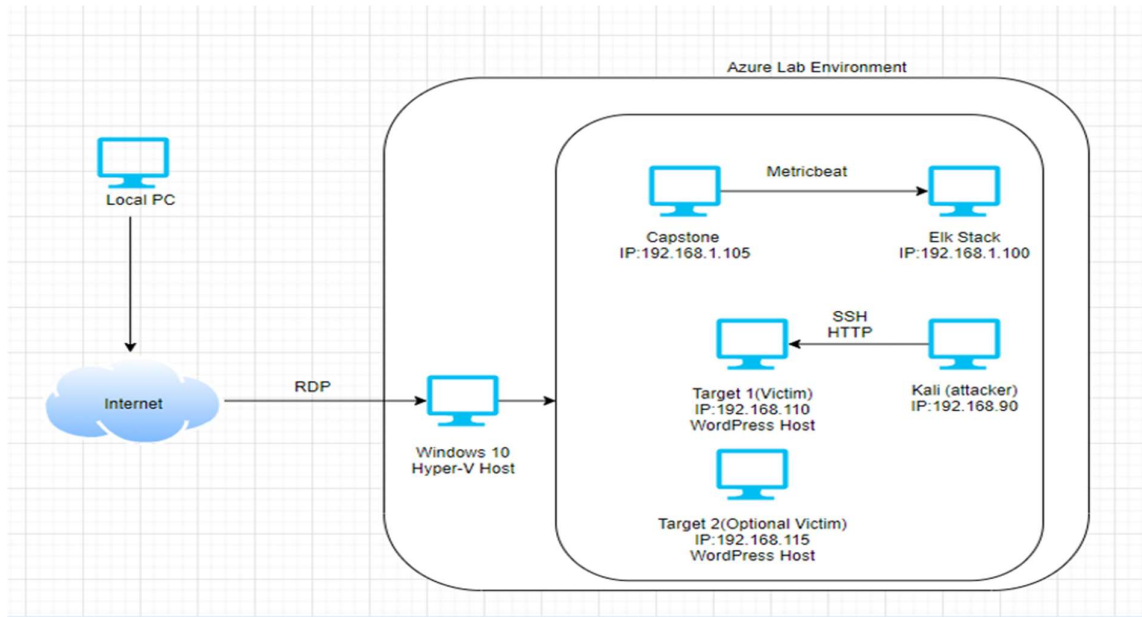 Azure Lab Environment
Local PC
Metricbeat
Capstone
IP:192.168.1.105
Elk Stack
IP:192.168.1.100
SSH
HTTP
Target 1(Victim)
IP:192.168.110
WordPress Host
Kali (attacker)
IP:192.168.90
RDP
Internet
Windows 10
Hyper-V Host
Target 2(Optional Victim)
IP:192.168.115
WordPress Host